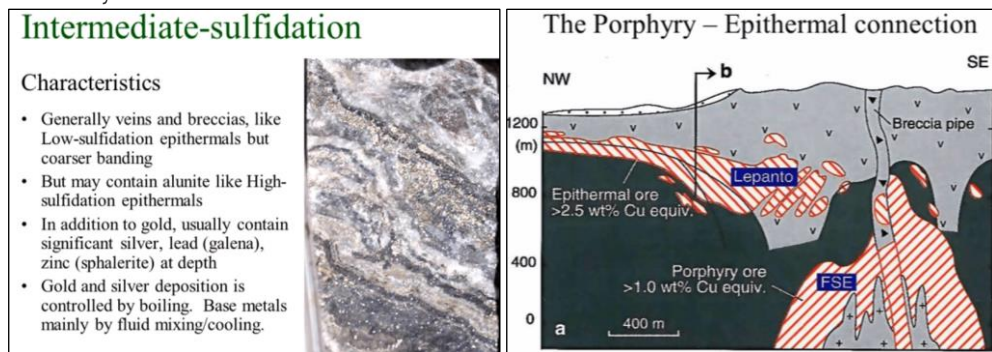 Intermediate-sulfidation
Characteristics
• Generally veins and breccias, like
Low-sulfidation epithermals but
coarser banding
• But may contain alunite like High-
sulfidation epithermals
• In addition to gold, usually contain
significant silver, lead (galena),
zinc (sphalerite) at depth
• Gold and silver deposition is
controlled by boiling. Base metals
mainly by fluid mixing/cooling.
The Porphyry – Epithermal connection
NW
b
SE
1200
(m)
Breccia pipe
Lepanto
Epithermal ore
>2.5 wt% Cu equiv.
800
400
Porphyry ore
>1.0 wt% Cu equiv.
FSE
0
a
400 m